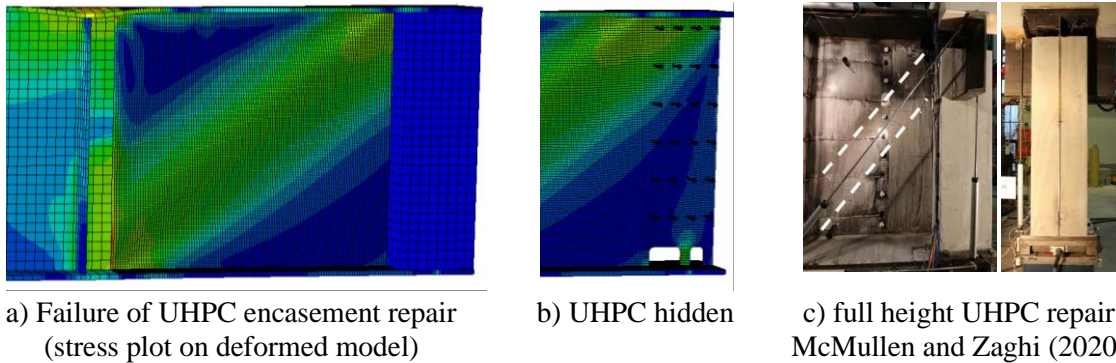 a) Failure of UHPC encasement repair
(stress plot on deformed model)
b) UHPC hidden
c) full height UHPC repair
McMullen and Zaghi (2020